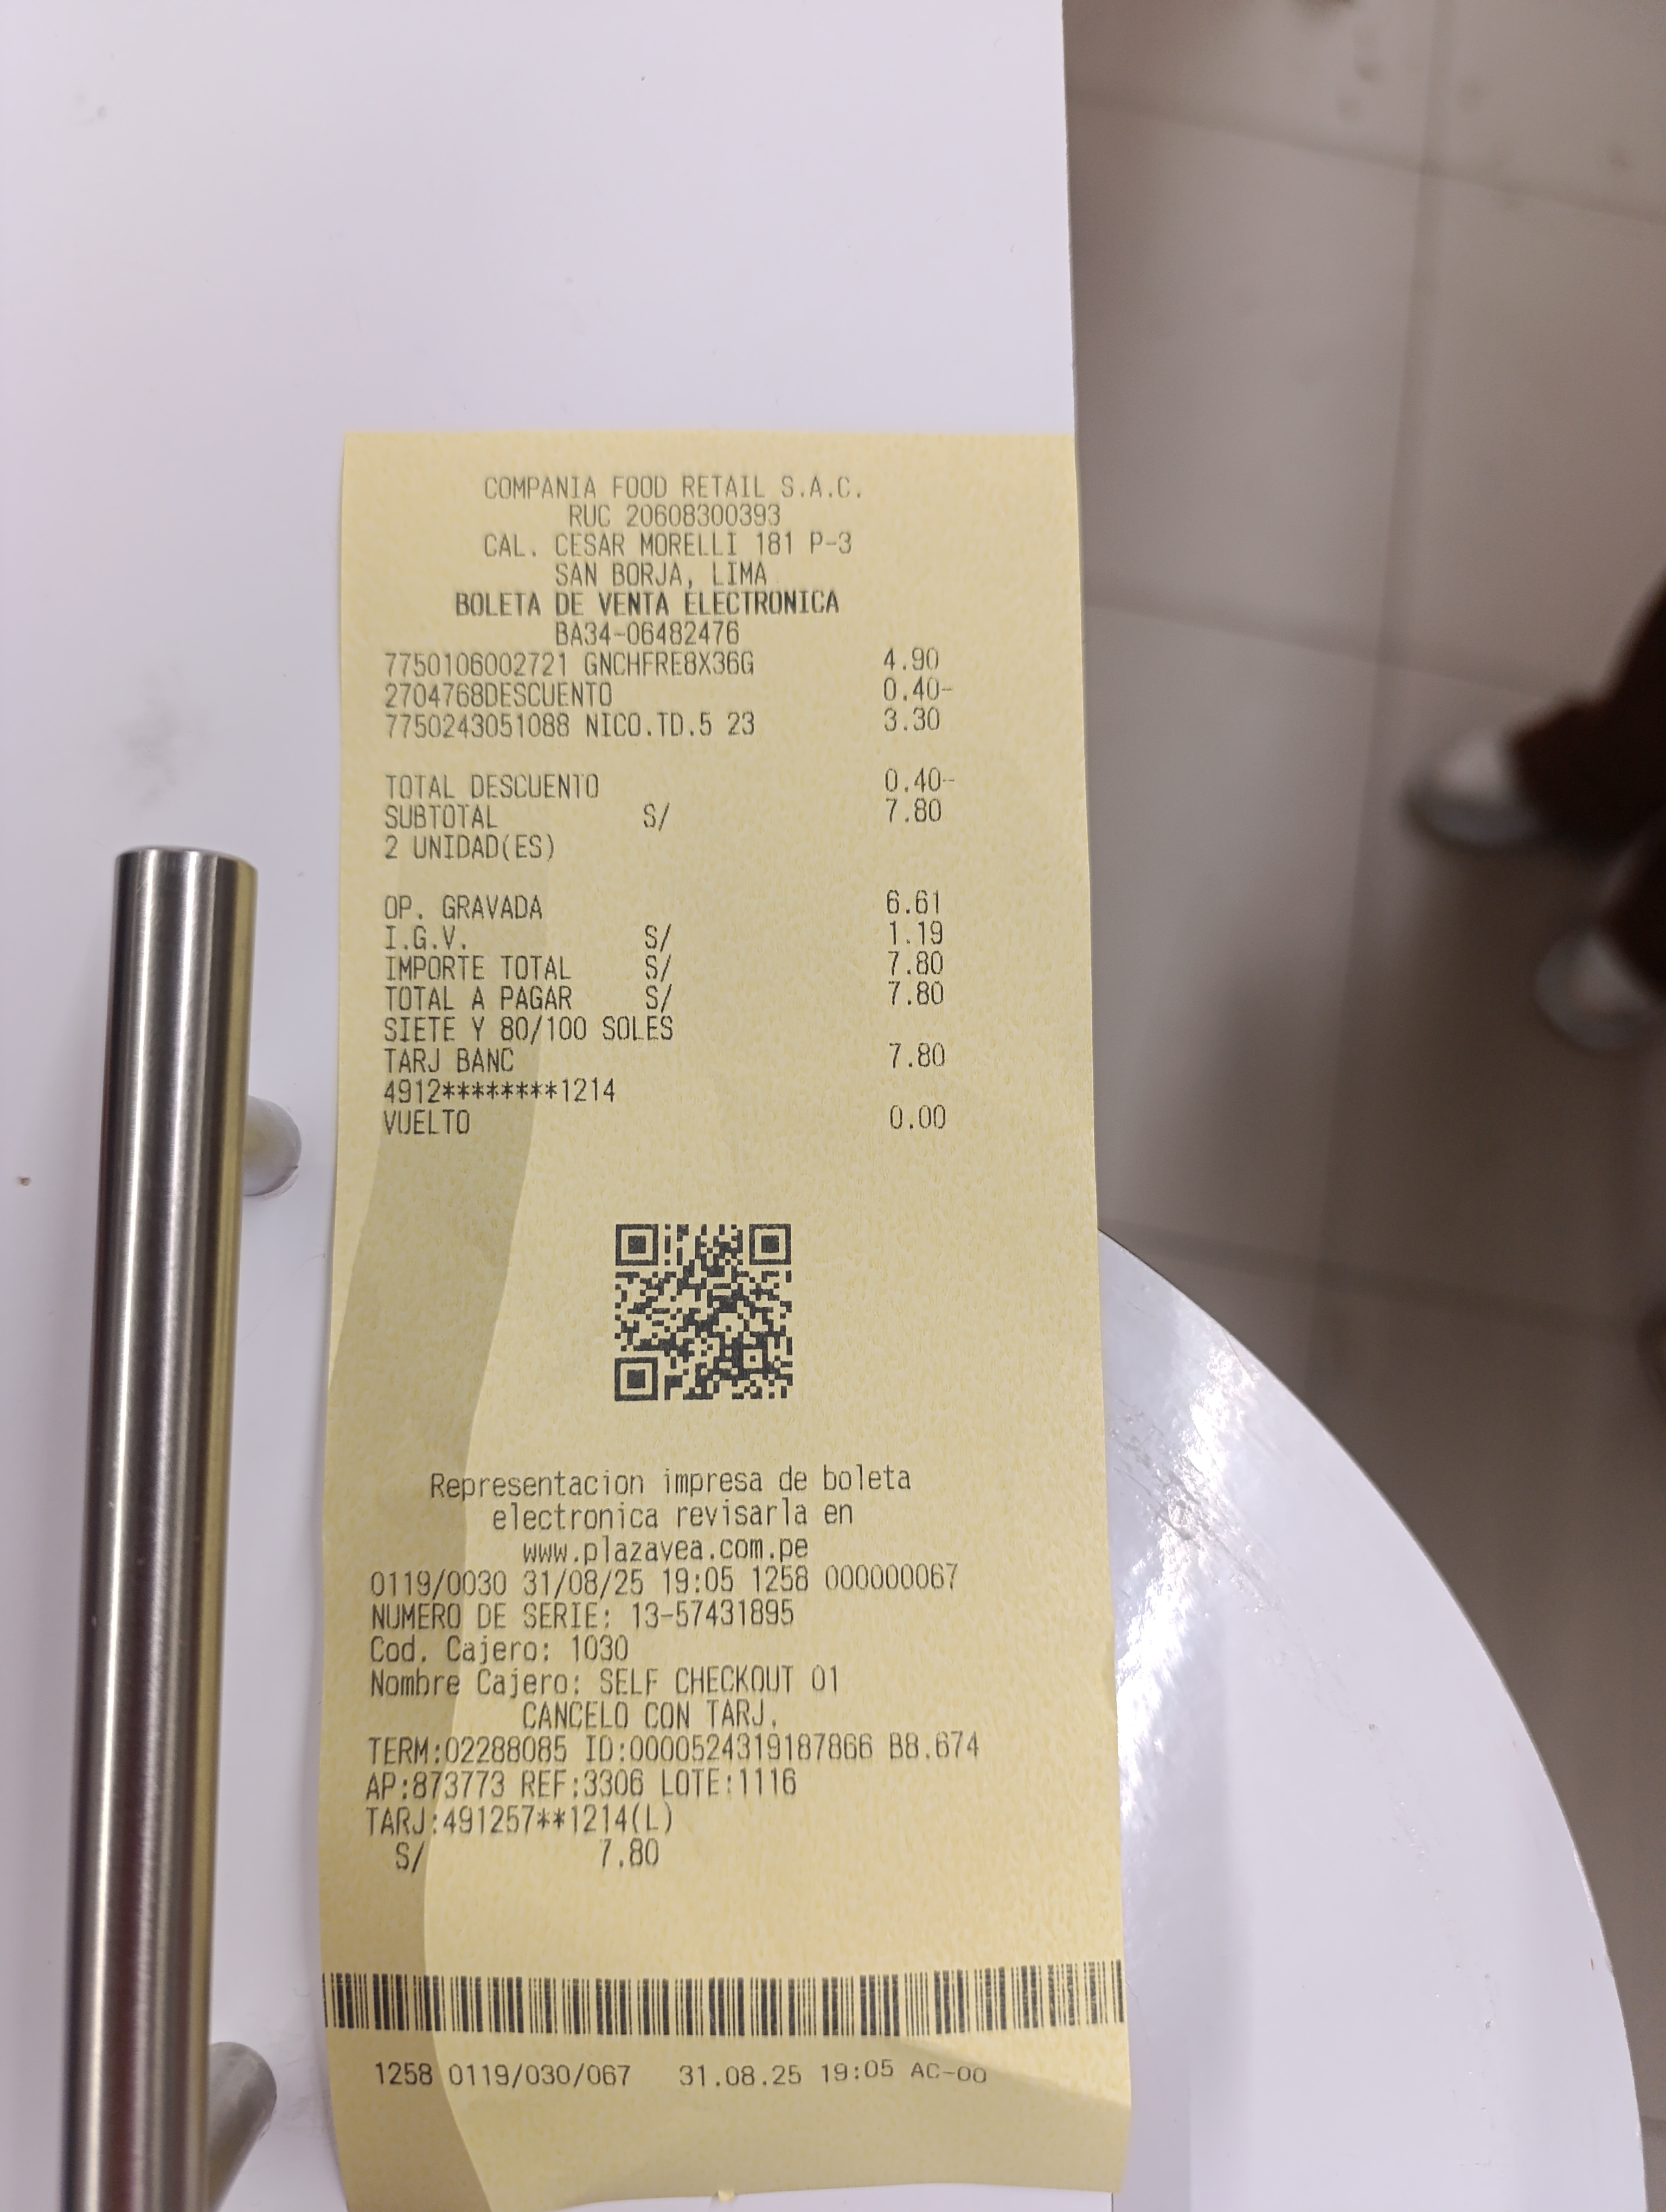 COMPANIA FOOD RETAIL S.A.C.
RUC 20608300393
CAL. CESAR MORELLI 181 P-3
SAN BORJA, LIMA
BOLETA DE VENTA ELECTRONICA
BA34-06482476
7750106002721 GNCHFRE8X36G 4.90
2704768DESCUENTO 0.40-
7750243051088 NICO.TD.5 23 3.30
TOTAL DESCUENTO 0.40-
SUBTOTAL S/ 7.80
2 UNIDAD(ES)
OP. GRAVADA 6.61
I.G.V. S/ 1.19
IMPORTE TOTAL S/ 7.80
TOTAL A PAGAR S/ 7.80
SIETE Y 80/100 SOLES
TARJ BANC 7.80
4912********1214
VUELTO 0.00
Representacion impresa de boleta
electronica revisarla en
www.plazavea.com.pe
0119/0030 31/08/25 19:05 1258 000000067
NUMERO DE SERIE: 13-57431895
Cod. Cajero: 1030
Nombre Cajero: SELF CHECKOUT 01
CANCELO CON TARJ.
TERM:02288085 ID:0000524319187866 B8.674
AP:873773 REF:3306 LOTE:1116
TARJ:491257**1214(L)
S/ 7.80
1258 0119/030/067 31.08.25 19:05 AC-00